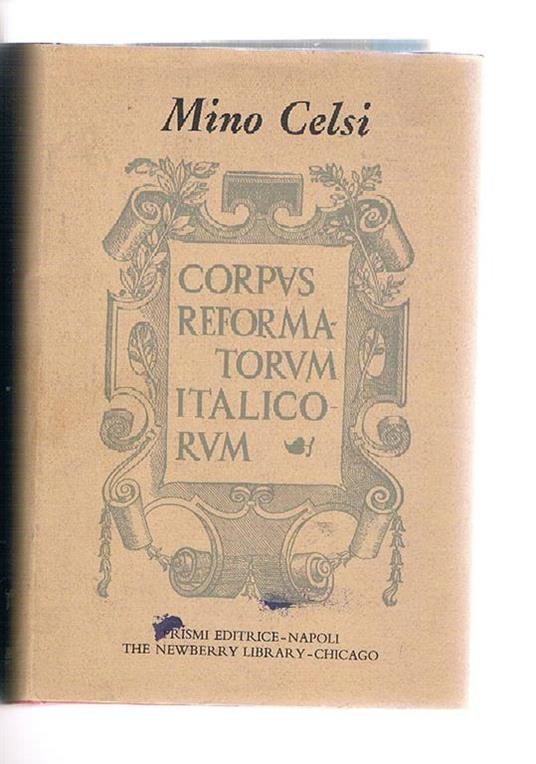 Mino Celsi
CORPVS
REFORMA-
TORVM
ITALICO-
RVM
PRISMI EDITRICE-NAPOLI
THE NEWBERRY LIBRARY-CHICAGO